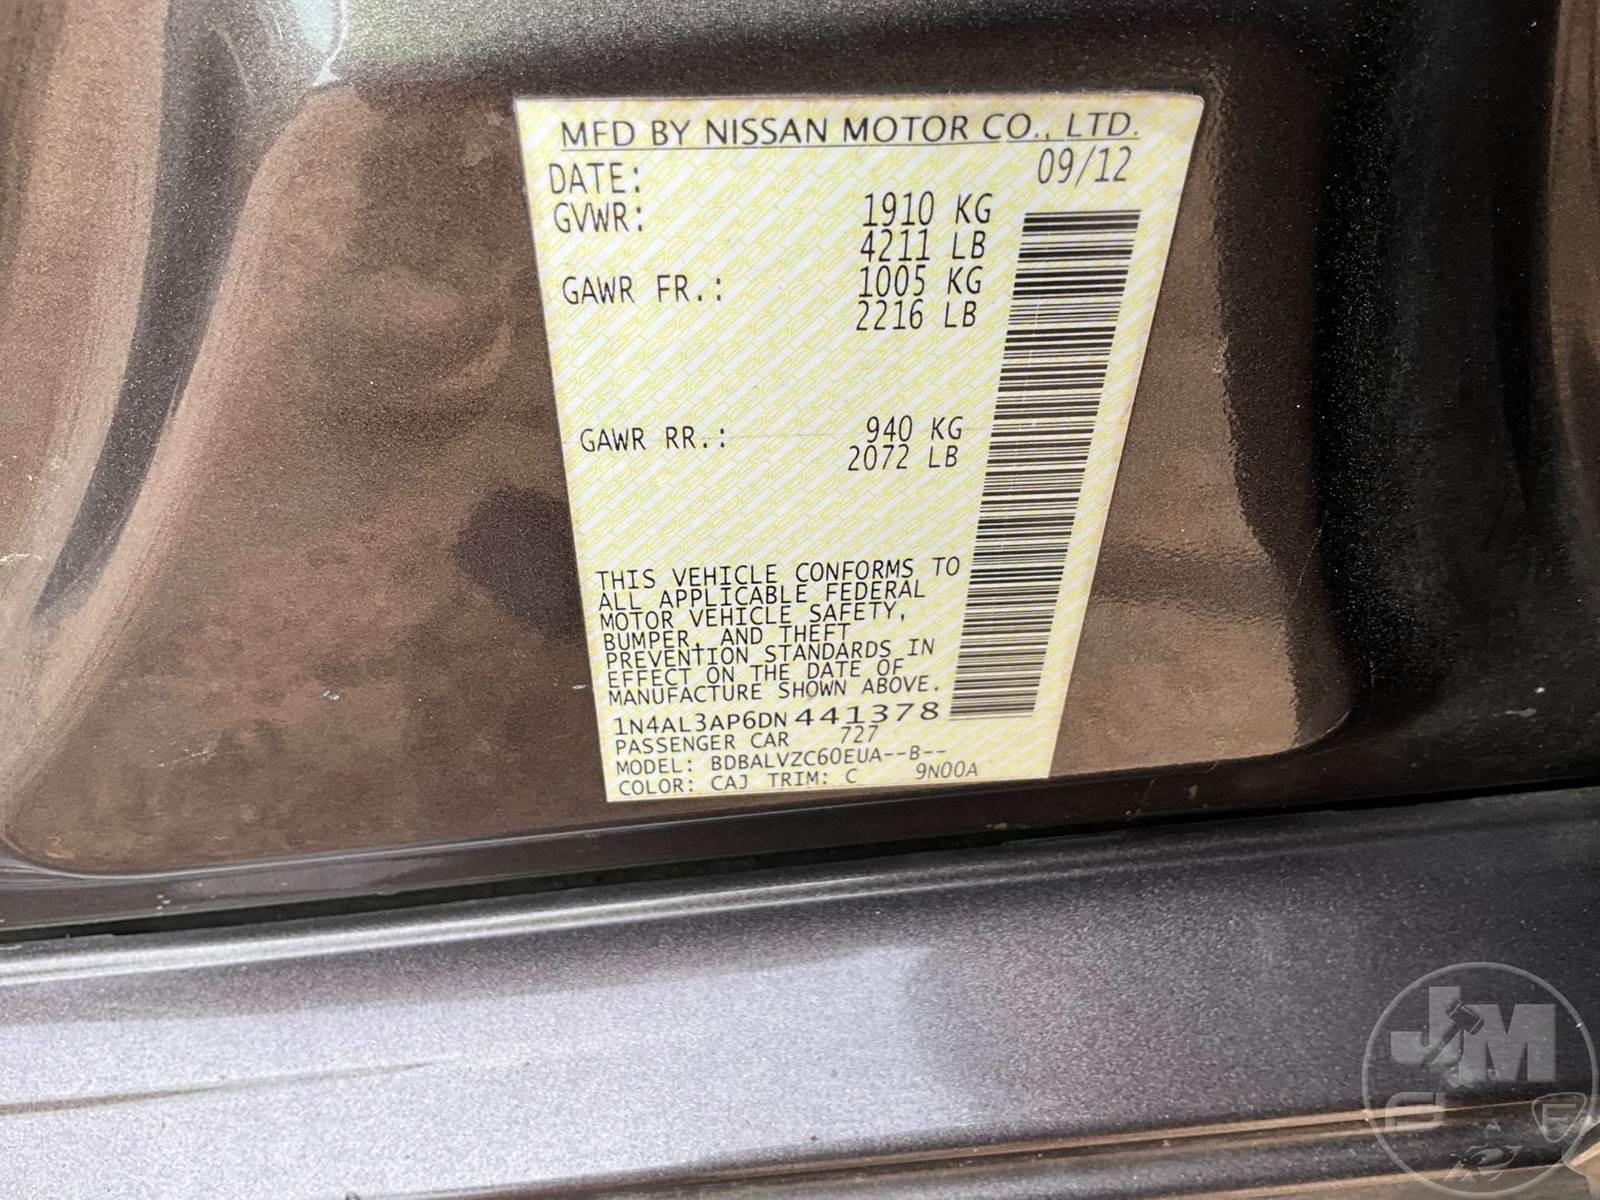 MFD BY NISSAN MOTOR CO., LTD.
DATE: 09/12
GVWR: 1910 KG
4211 LB
GAWR FR.: 1005 KG
2216 LB
GAWR RR.: 940 KG
2072 LB
THIS VEHICLE CONFORMS TO
ALL APPLICABLE FEDERAL
MOTOR VEHICLE SAFETY,
BUMPER, AND THEFT
PREVENTION STANDARDS IN
EFFECT ON THE DATE OF
MANUFACTURE SHOWN ABOVE.
1N4AL3AP6DN441378
PASSENGER CAR 727
MODEL: BDBALVZC60EUA--B--
COLOR: CAJ TRIM: C 9N00A
JM